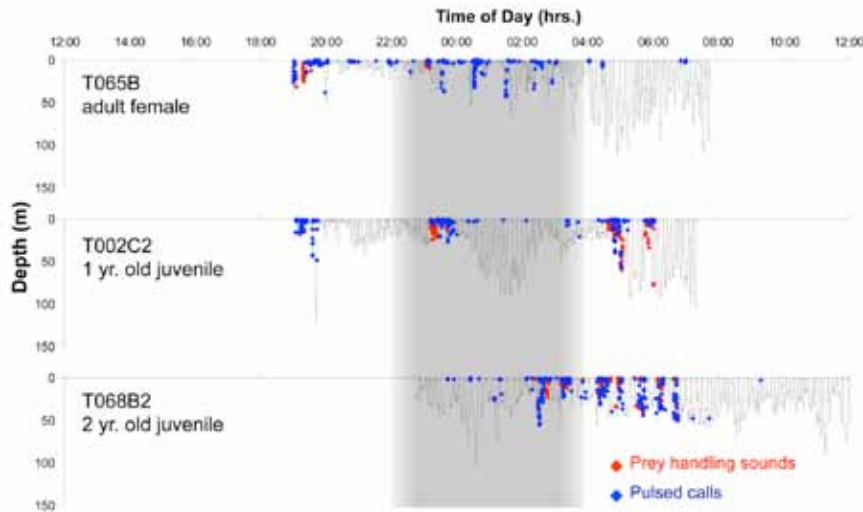 Time of Day (hrs.)
12:00 14:00 16:00 18:00 20:00 22:00 00:00 02:00 04:00 06:00 08:00 10:00 12:00
0
50
100
150
T065B
adult female
Depth (m)
0
50
100
150
T002C2
1 yr. old juvenile
0
50
100
150
T068B2
2 yr. old juvenile
Prey handling sounds
Pulsed calls